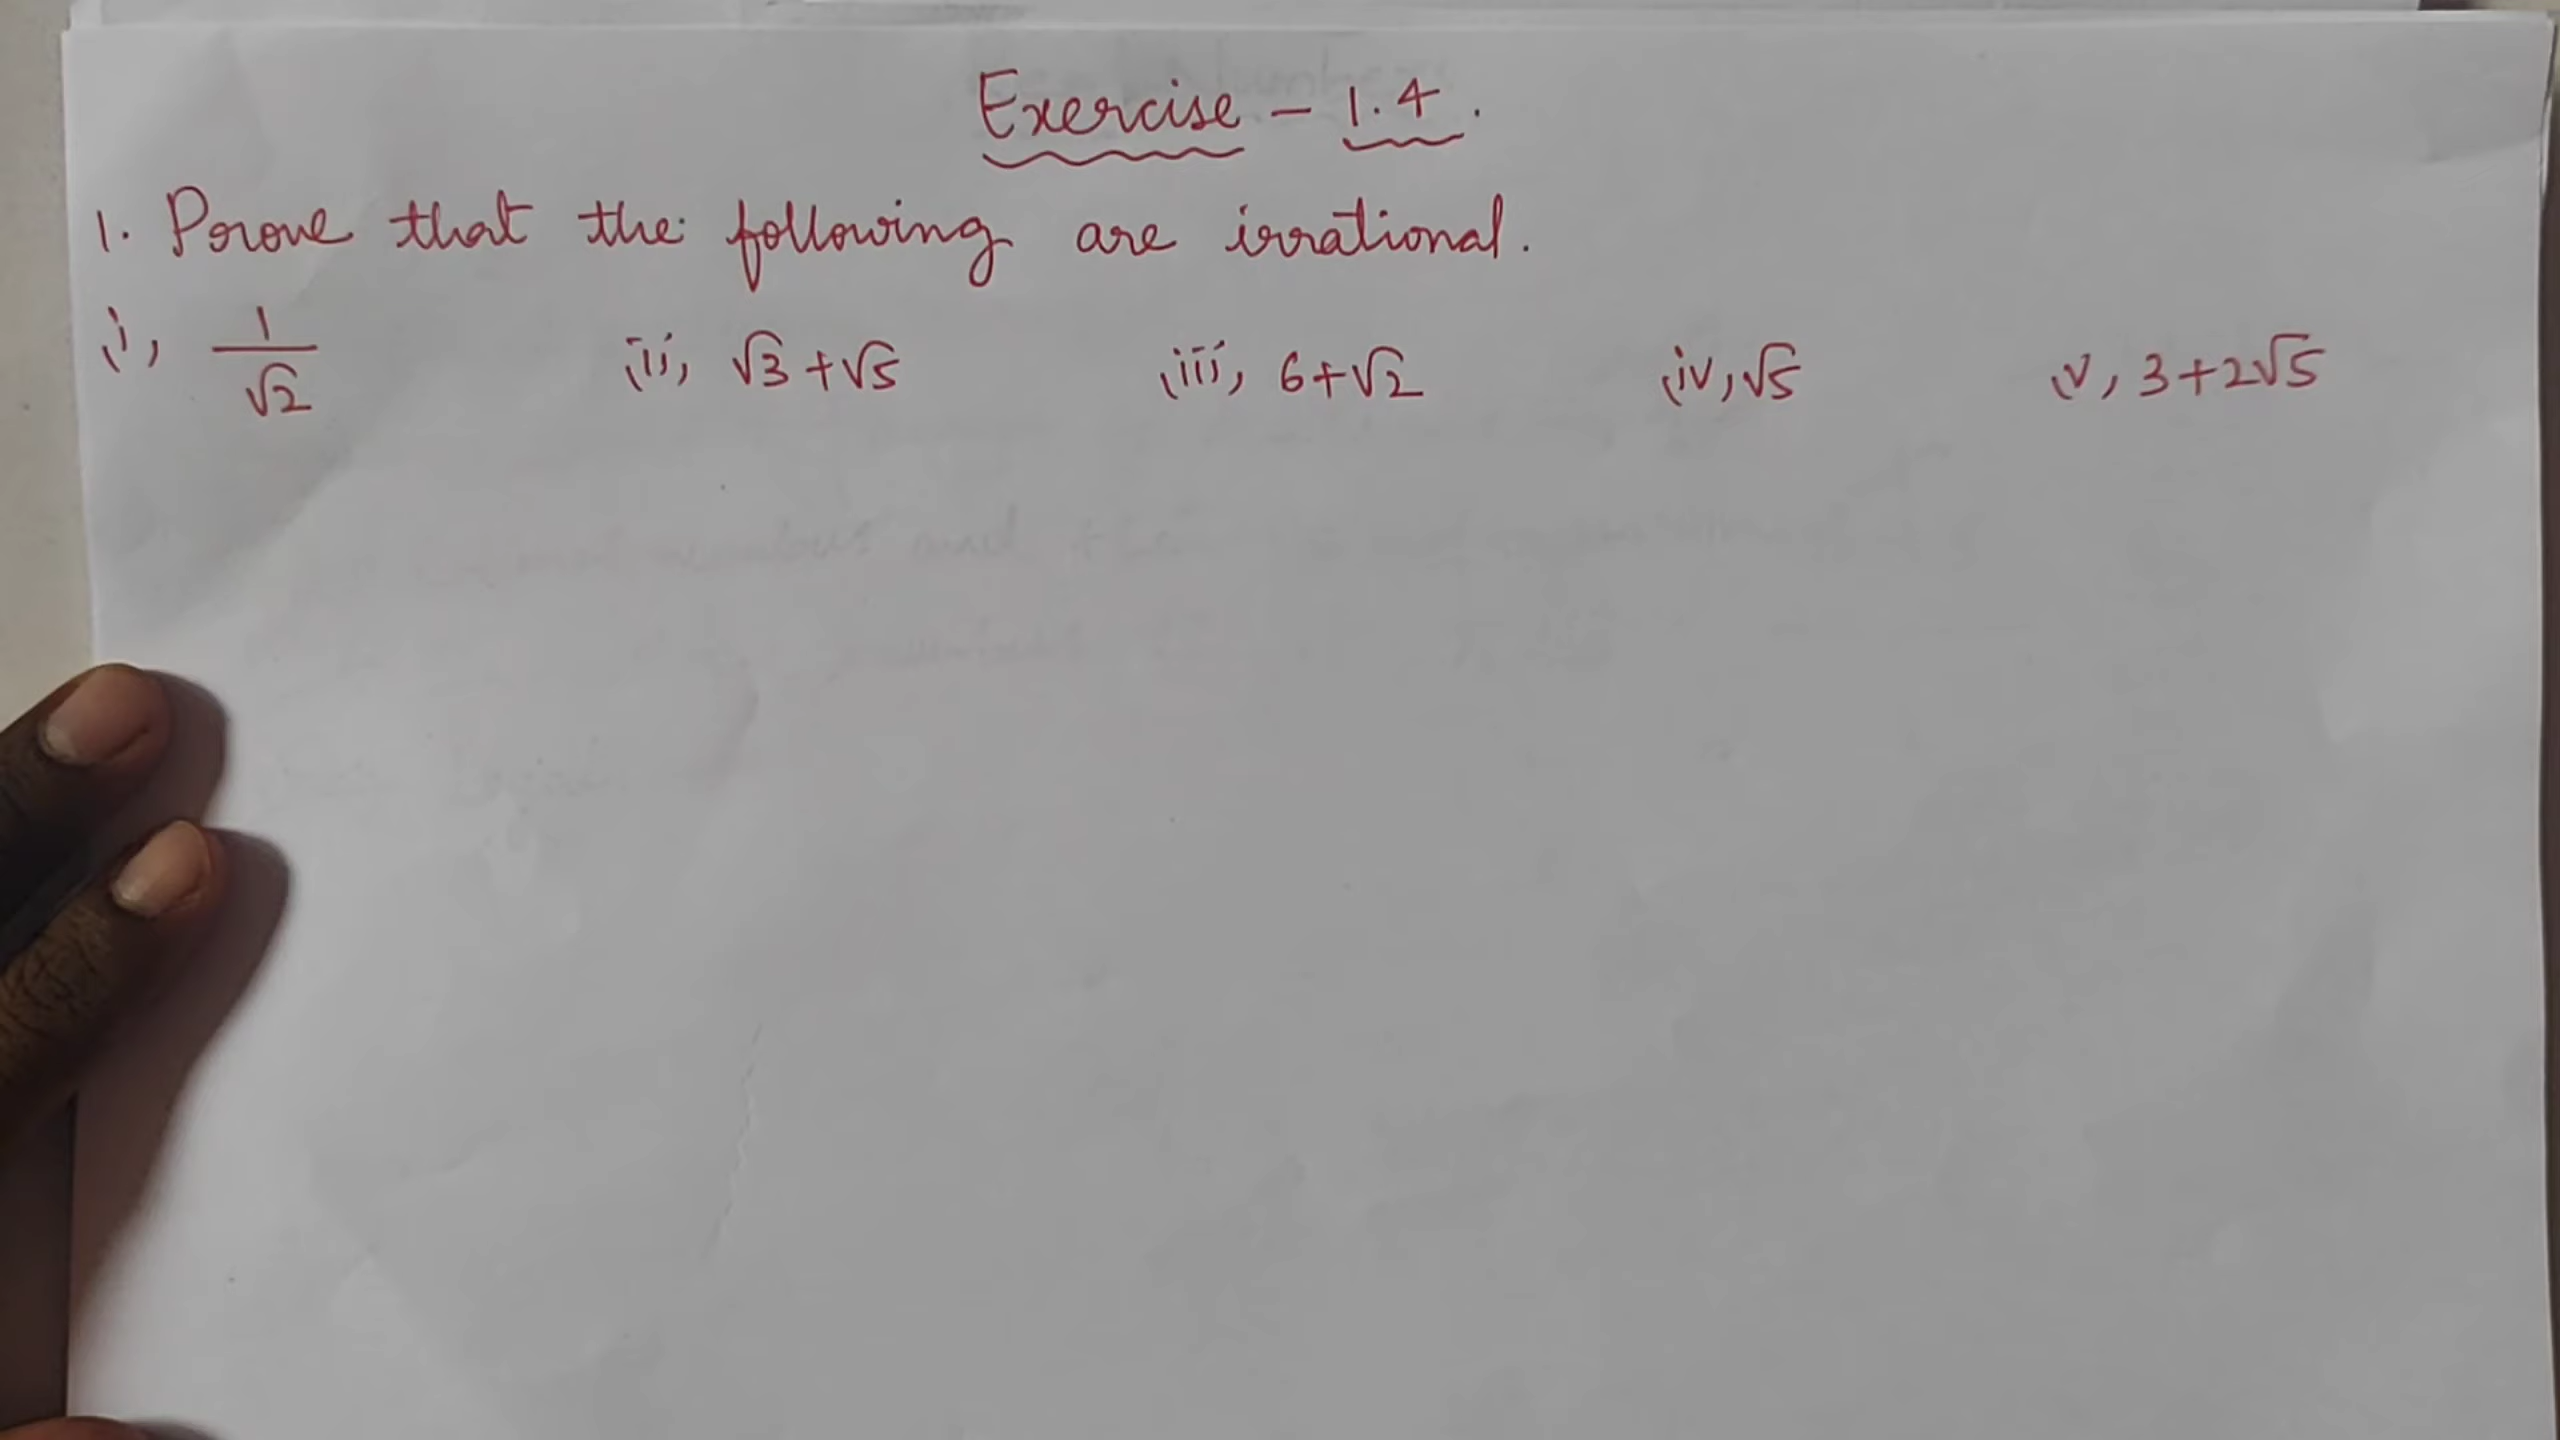 Exercise - 1.4.
1. Prove that the following are irrational.
(i, 1/√2 (ii, √3+√5 (iii, 6+√2 (iv, √5 (v, 3+2√5